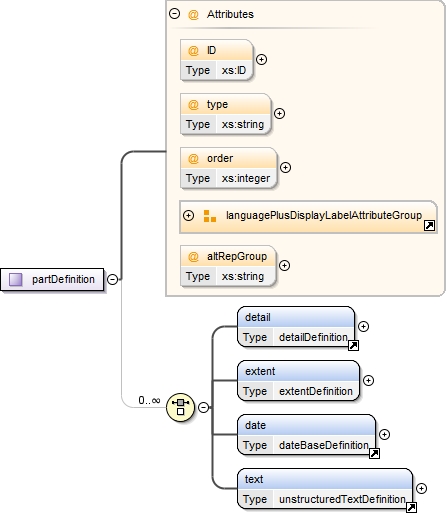 Attributes
@ ID
Type xs:ID
@ type
Type xs:string
@ order
Type xs:integer
languagePlusDisplayLabelAttributeGroup
@ altRepGroup
Type xs:string
partDefinition
0..∞
detail
Type detailDefinition
extent
Type extentDefinition
date
Type dateBaseDefinition
text
Type unstructuredTextDefinition